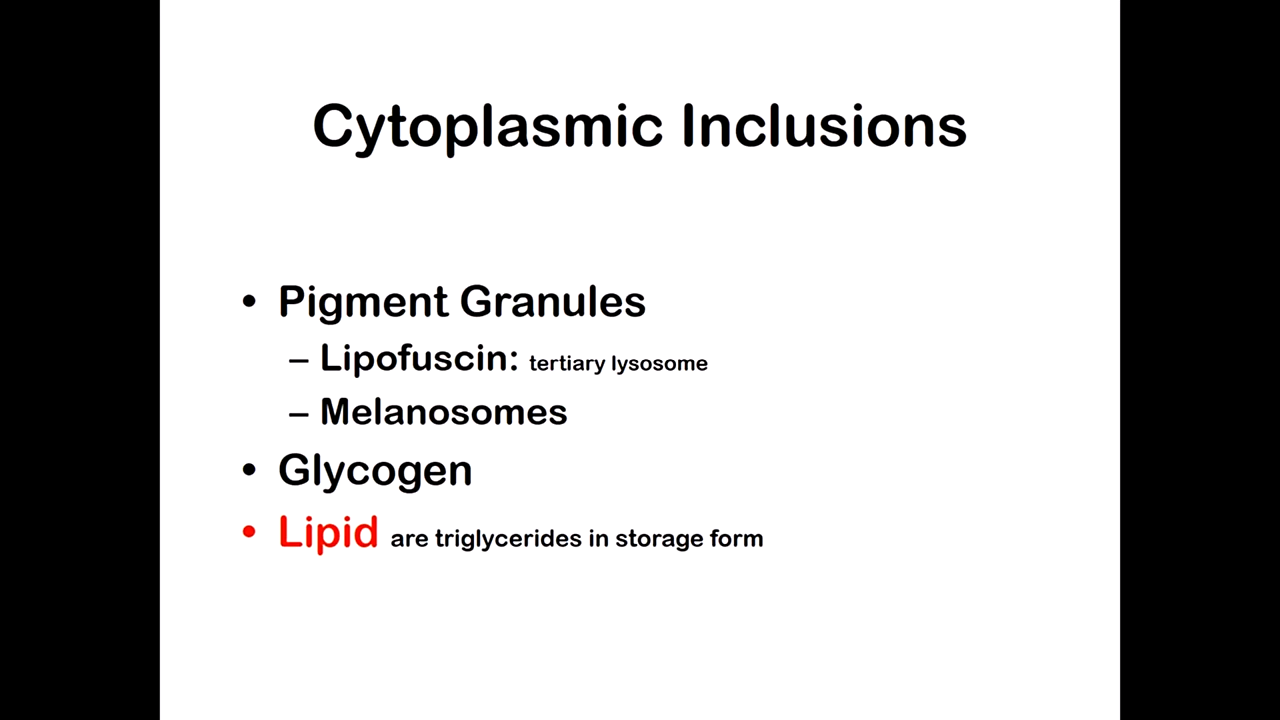 Cytoplasmic Inclusions
• Pigment Granules
– Lipofuscin: tertiary lysosome
– Melanosomes
• Glycogen
• Lipid are triglycerides in storage form